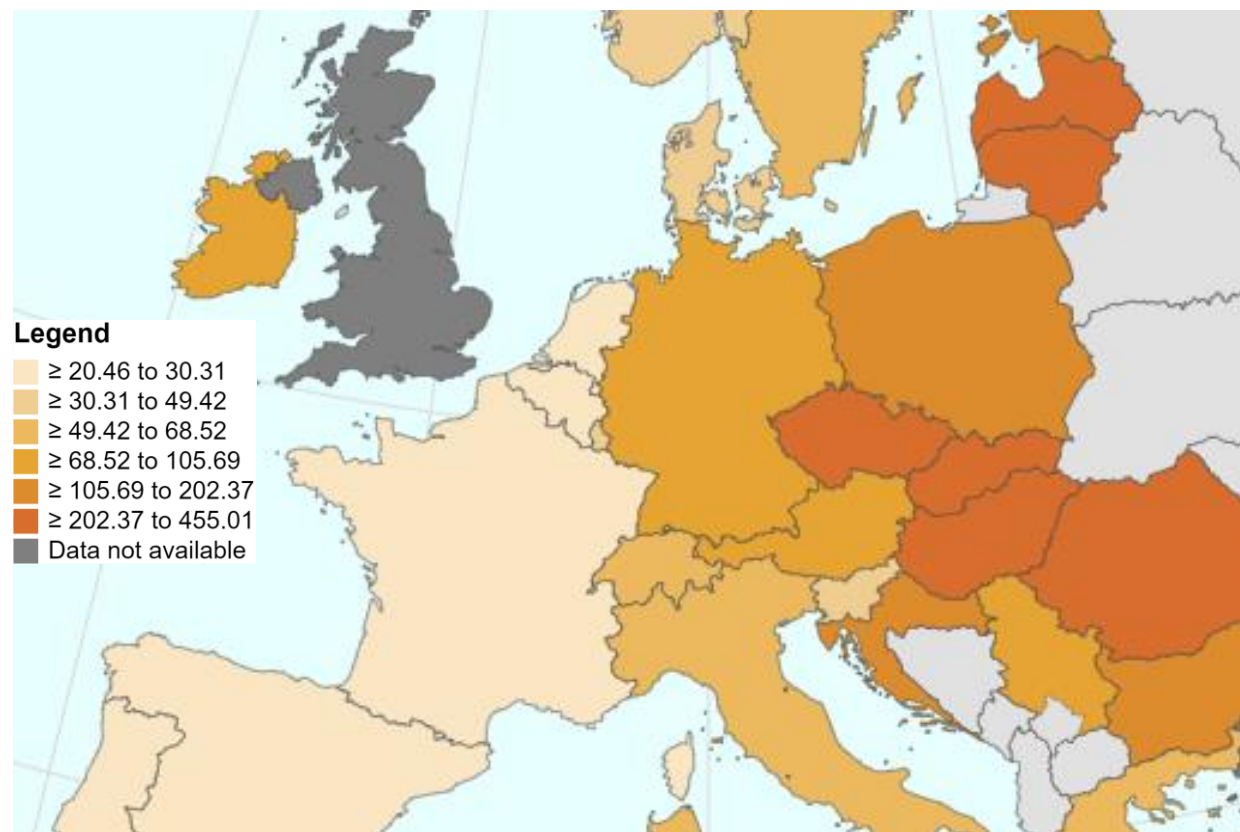 Legend
≥ 20.46 to 30.31
≥ 30.31 to 49.42
≥ 49.42 to 68.52
≥ 68.52 to 105.69
≥ 105.69 to 202.37
≥ 202.37 to 455.01
Data not available